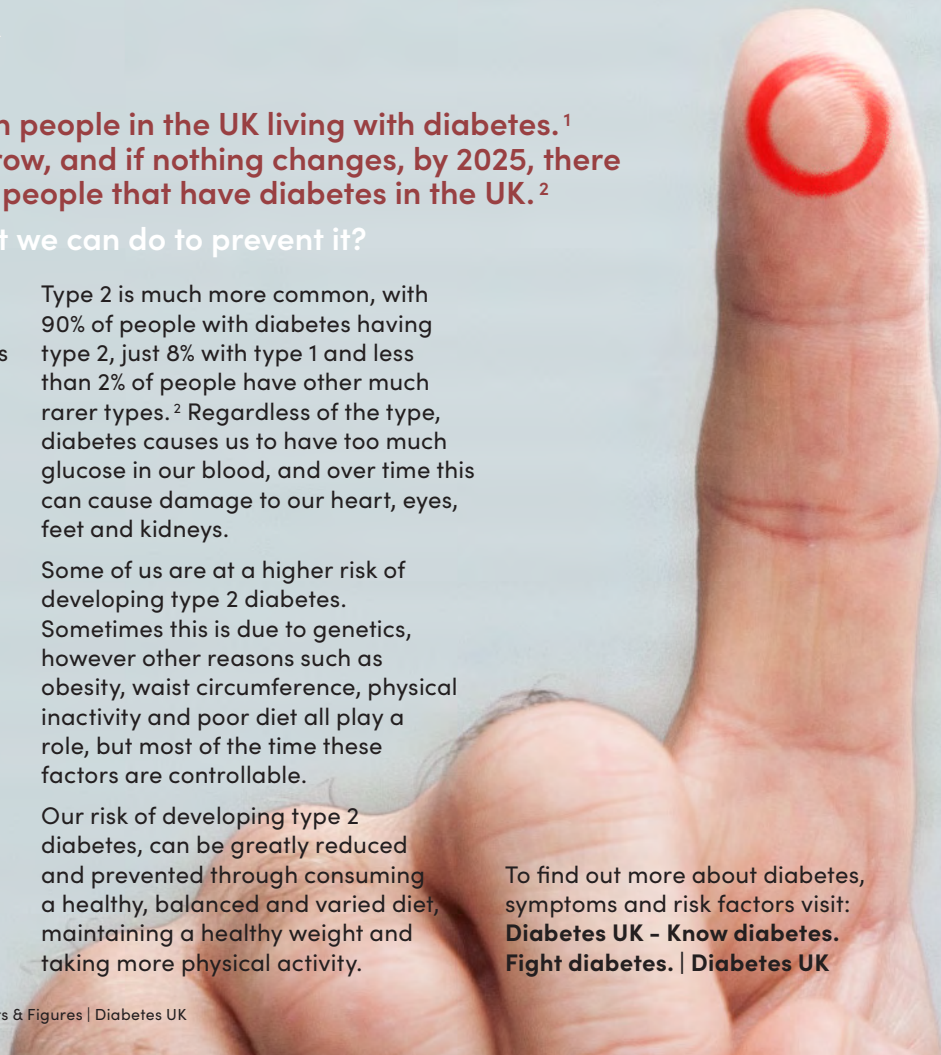 n people in the UK living with diabetes.¹
row, and if nothing changes, by 2025, there
people that have diabetes in the UK.²
t we can do to prevent it?
Type 2 is much more common, with
90% of people with diabetes having
s
type 2, just 8% with type 1 and less
than 2% of people have other much
rarer types.² Regardless of the type,
diabetes causes us to have too much
glucose in our blood, and over time this
can cause damage to our heart, eyes,
feet and kidneys.
Some of us are at a higher risk of
developing type 2 diabetes.
Sometimes this is due to genetics,
however other reasons such as
obesity, waist circumference, physical
inactivity and poor diet all play a
role, but most of the time these
factors are controllable.
Our risk of developing type 2
diabetes, can be greatly reduced
and prevented through consuming
a healthy, balanced and varied diet,
maintaining a healthy weight and
taking more physical activity.
To find out more about diabetes,
symptoms and risk factors visit:
Diabetes UK - Know diabetes.
Fight diabetes. | Diabetes UK
s & Figures | Diabetes UK